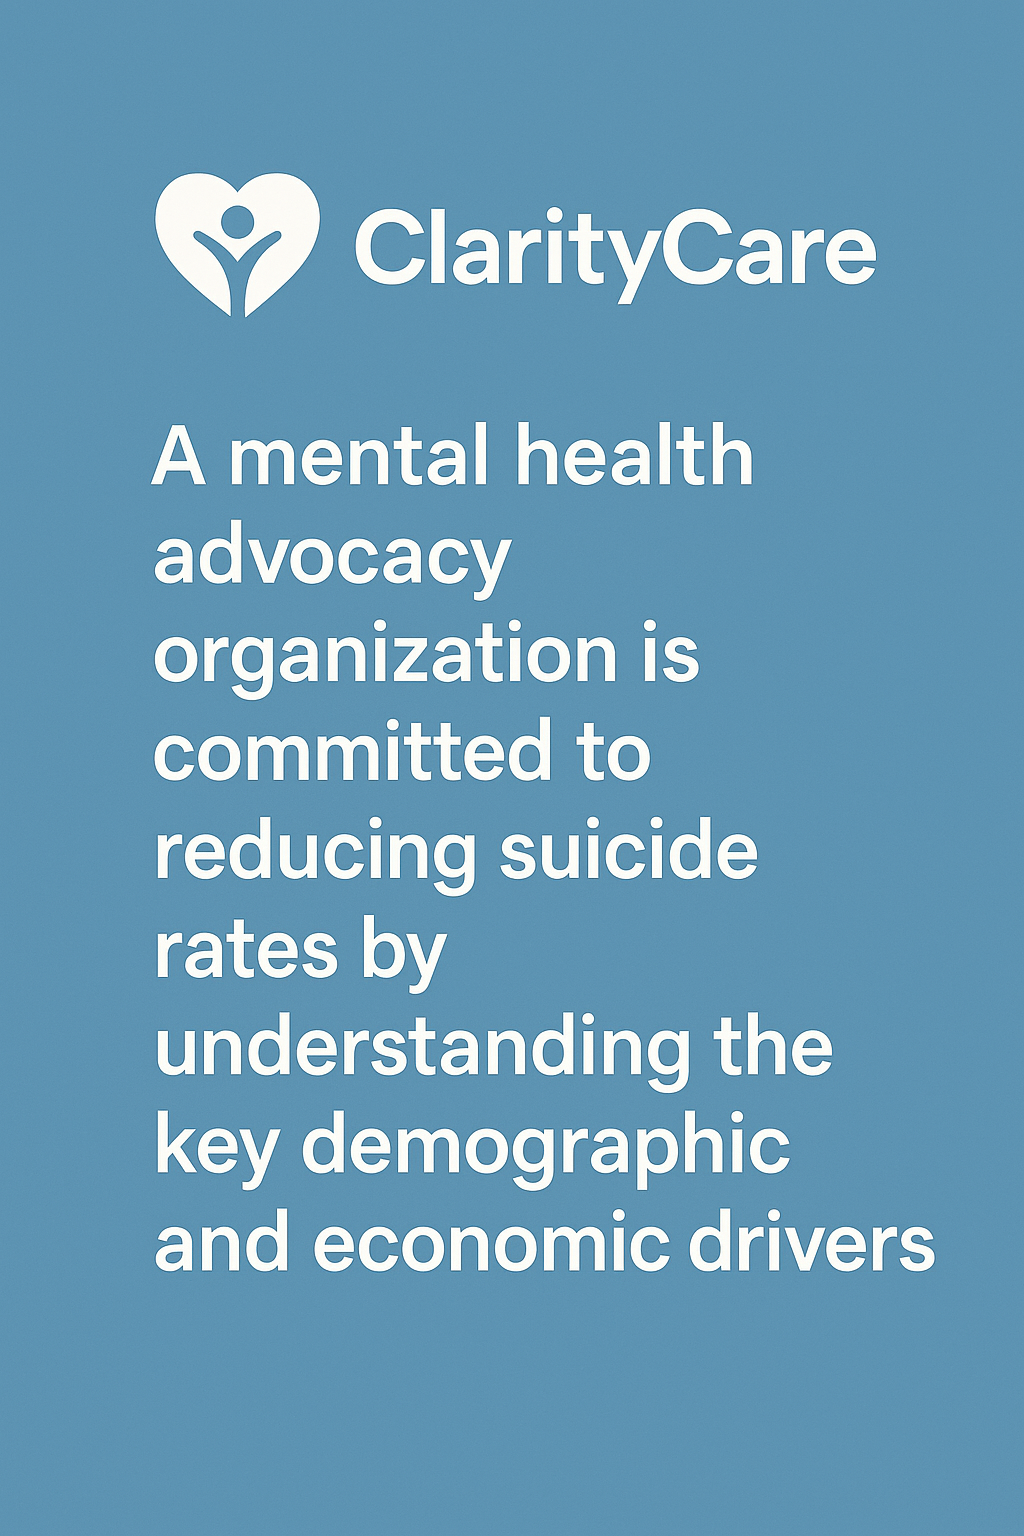 ClarityCare
A mental health
advocacy
organization is
committed to
reducing suicide
rates by
understanding the
key demographic
and economic drivers